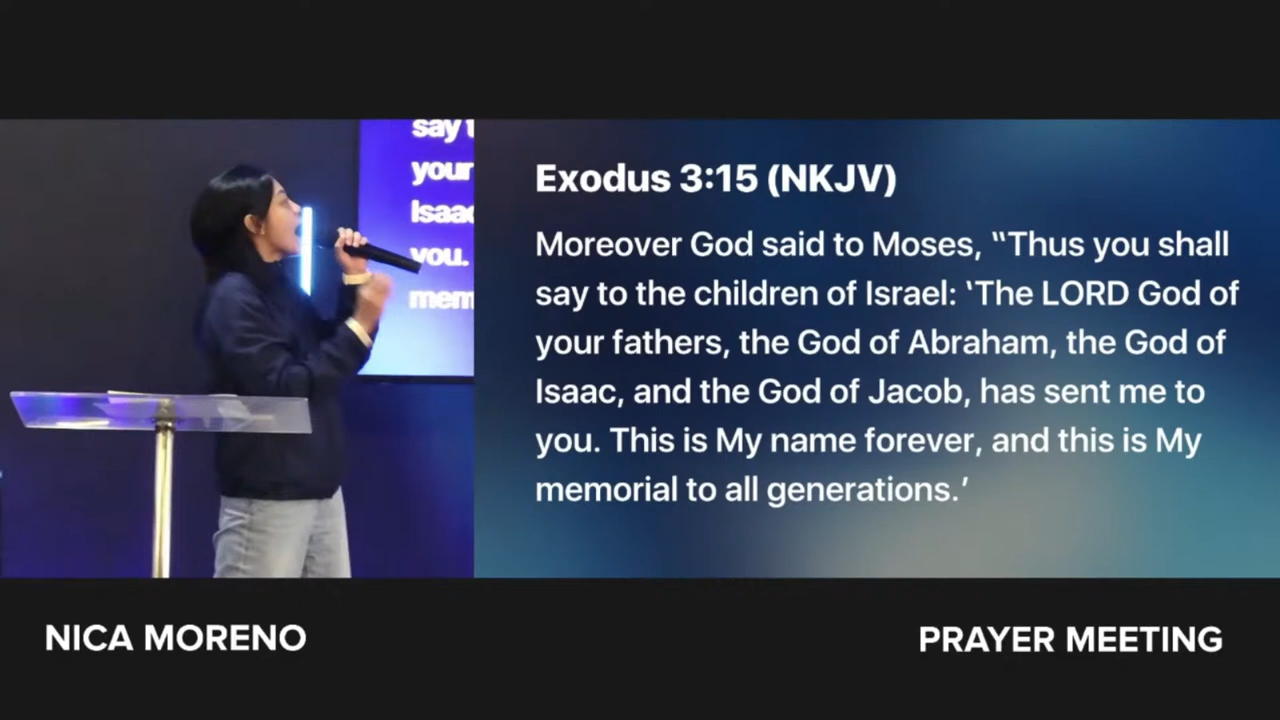 say t
your
Isaac
you.
mem
Exodus 3:15 (NKJV)
Moreover God said to Moses, “Thus you shall
say to the children of Israel: ‘The LORD God of
your fathers, the God of Abraham, the God of
Isaac, and the God of Jacob, has sent me to
you. This is My name forever, and this is My
memorial to all generations.’
NICA MORENO
PRAYER MEETING